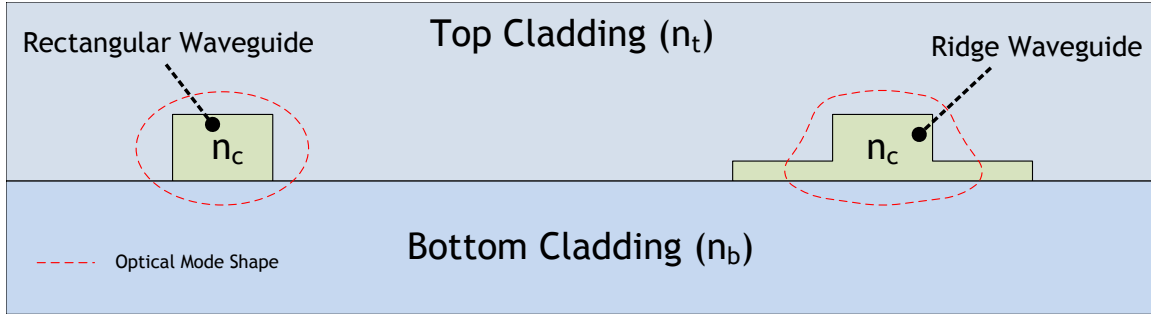 Top Cladding (nt)
Rectangular Waveguide
Ridge Waveguide
nc
nc
Bottom Cladding (nb)
Optical Mode Shape